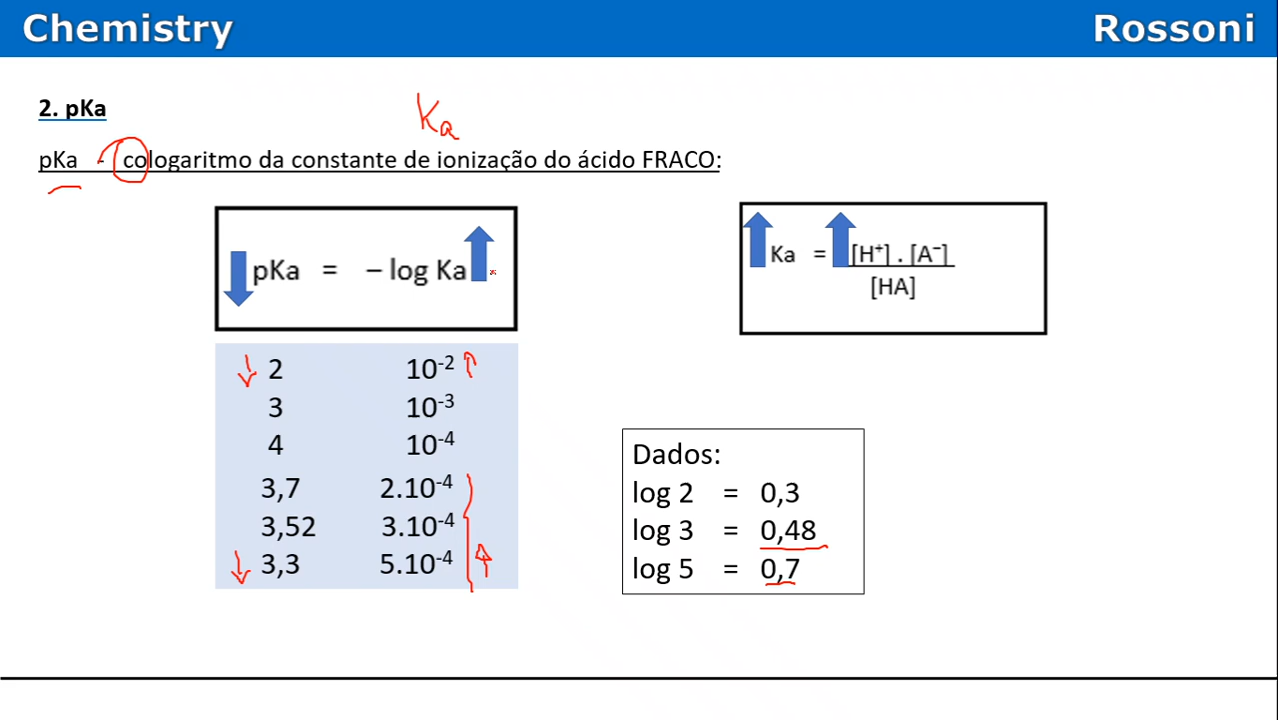 Chemistry Rossoni
2. pKa
Ka
pKa - cologaritmo da constante de ionização do ácido FRACO:
pKa = – log Ka
Ka = [H⁺] . [A⁻]
[HA]
2 10⁻²
3 10⁻³
4 10⁻⁴
3,7 2.10⁻⁴
3,52 3.10⁻⁴
3,3 5.10⁻⁴
Dados:
log 2 = 0,3
log 3 = 0,48
log 5 = 0,7